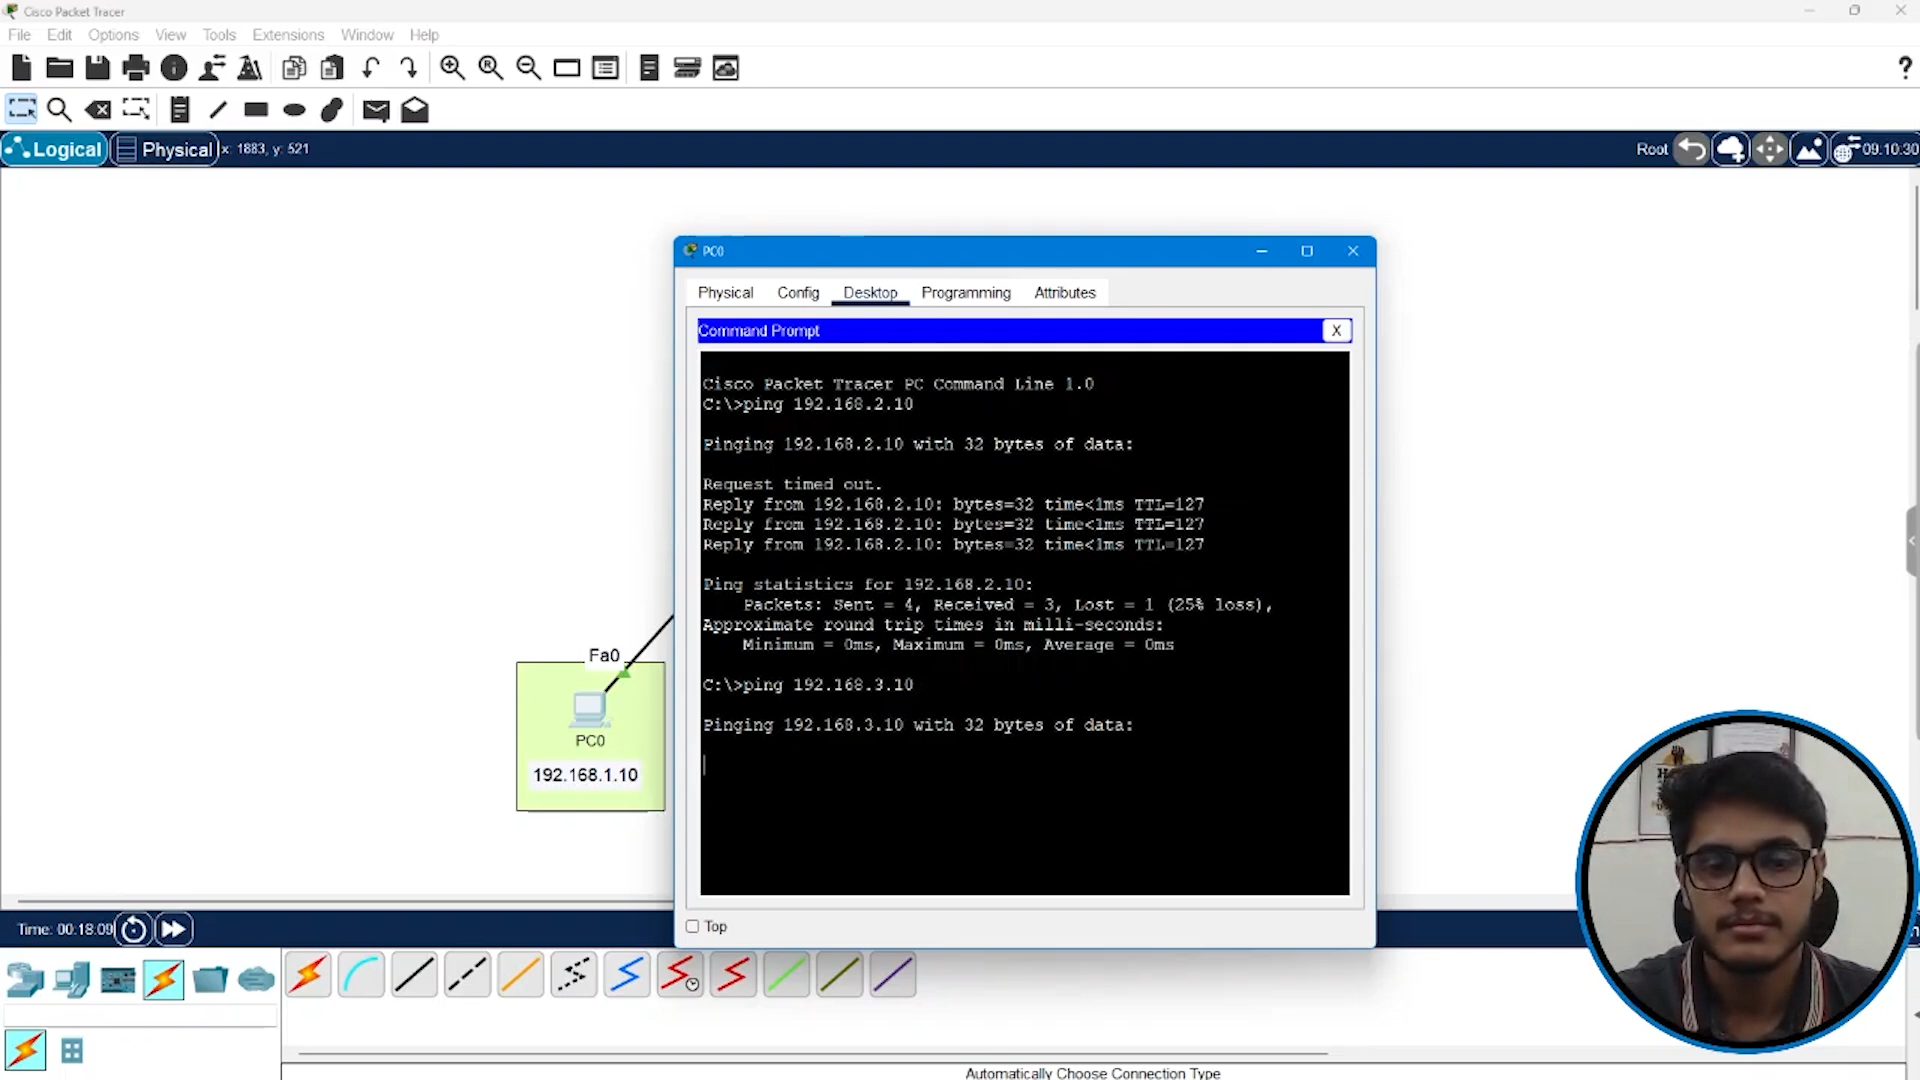 Cisco Packet Tracer
File Edit Options View Tools Extensions Window Help
?
Logical Physical x: 1883, y: 521 Root 09:10:30
PC0
Physical Config Desktop Programming Attributes
Command Prompt X
Cisco Packet Tracer PC Command Line 1.0
C:\>ping 192.168.2.10
Pinging 192.168.2.10 with 32 bytes of data:
Request timed out.
Reply from 192.168.2.10: bytes=32 time<1ms TTL=127
Reply from 192.168.2.10: bytes=32 time<1ms TTL=127
Reply from 192.168.2.10: bytes=32 time<1ms TTL=127
Ping statistics for 192.168.2.10:
Packets: Sent = 4, Received = 3, Lost = 1 (25% loss),
Approximate round trip times in milli-seconds:
Minimum = 0ms, Maximum = 0ms, Average = 0ms
C:\>ping 192.168.3.10
Pinging 192.168.3.10 with 32 bytes of data:
Fa0
PC0
192.168.1.10
Top
Time: 00:18:09
Automatically Choose Connection Type